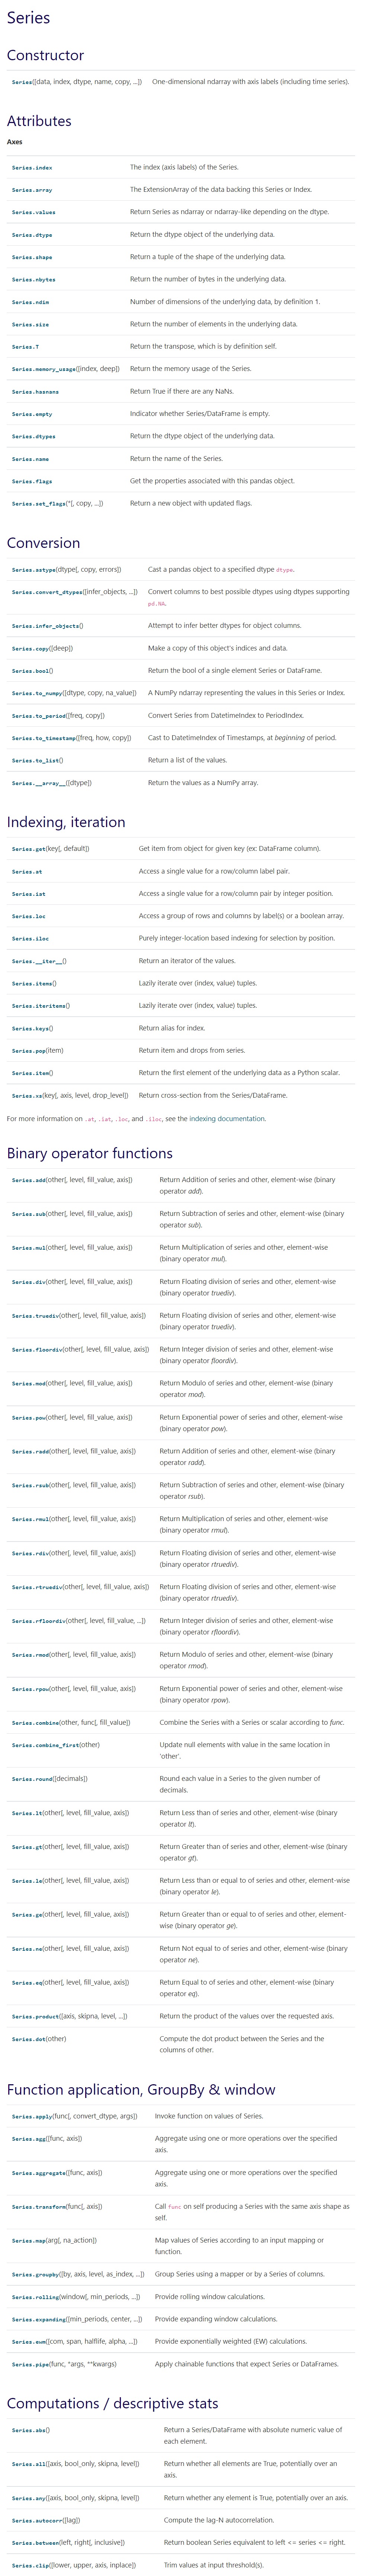 Series
Constructor
Series([data, index, dtype, name, copy, ...]) One-dimensional ndarray with axis labels (including time series).
Attributes
Axes
Series.index The index (axis labels) of the Series.
Series.array The ExtensionArray of the data backing this Series or Index.
Series.values Return Series as ndarray or ndarray-like depending on the dtype.
Series.dtype Return the dtype object of the underlying data.
Series.shape Return a tuple of the shape of the underlying data.
Series.nbytes Return the number of bytes in the underlying data.
Series.ndim Number of dimensions of the underlying data, by definition 1.
Series.size Return the number of elements in the underlying data.
Series.T Return the transpose, which is by definition self.
Series.memory_usage([index, deep]) Return the memory usage of the Series.
Series.hasnans Return True if there are any NaNs.
Series.empty Indicator whether Series/DataFrame is empty.
Series.dtypes Return the dtype object of the underlying data.
Series.name Return the name of the Series.
Series.flags Get the properties associated with this pandas object.
Series.set_flags(*[, copy, ...]) Return a new object with updated flags.
Conversion
Series.astype(dtype[, copy, errors]) Cast a pandas object to a specified dtype dtype.
Series.convert_dtypes([infer_objects, ...]) Convert columns to best possible dtypes using dtypes supporting
pd.NA.
Series.infer_objects() Attempt to infer better dtypes for object columns.
Series.copy([deep]) Make a copy of this object's indices and data.
Series.bool() Return the bool of a single element Series or DataFrame.
Series.to_numpy([dtype, copy, na_value]) A NumPy ndarray representing the values in this Series or Index.
Series.to_period([freq, copy]) Convert Series from DatetimeIndex to PeriodIndex.
Series.to_timestamp([freq, how, copy]) Cast to DatetimeIndex of Timestamps, at beginning of period.
Series.to_list() Return a list of the values.
Series.__array__([dtype]) Return the values as a NumPy array.
Indexing, iteration
Series.get(key[, default]) Get item from object for given key (ex: DataFrame column).
Series.at Access a single value for a row/column label pair.
Series.iat Access a single value for a row/column pair by integer position.
Series.loc Access a group of rows and columns by label(s) or a boolean array.
Series.iloc Purely integer-location based indexing for selection by position.
Series.__iter__() Return an iterator of the values.
Series.items() Lazily iterate over (index, value) tuples.
Series.iteritems() Lazily iterate over (index, value) tuples.
Series.keys() Return alias for index.
Series.pop(item) Return item and drops from series.
Series.item() Return the first element of the underlying data as a Python scalar.
Series.xs(key[, axis, level, drop_level]) Return cross-section from the Series/DataFrame.
For more information on .at, .iat, .loc, and .iloc, see the indexing documentation.
Binary operator functions
Series.add(other[, level, fill_value, axis]) Return Addition of series and other, element-wise (binary
operator add).
Series.sub(other[, level, fill_value, axis]) Return Subtraction of series and other, element-wise (binary
operator sub).
Series.mul(other[, level, fill_value, axis]) Return Multiplication of series and other, element-wise
(binary operator mul).
Series.div(other[, level, fill_value, axis]) Return Floating division of series and other, element-wise
(binary operator truediv).
Series.truediv(other[, level, fill_value, axis]) Return Floating division of series and other, element-wise
(binary operator truediv).
Series.floordiv(other[, level, fill_value, axis]) Return Integer division of series and other, element-wise
(binary operator floordiv).
Series.mod(other[, level, fill_value, axis]) Return Modulo of series and other, element-wise (binary
operator mod).
Series.pow(other[, level, fill_value, axis]) Return Exponential power of series and other, element-wise
(binary operator pow).
Series.radd(other[, level, fill_value, axis]) Return Addition of series and other, element-wise (binary
operator radd).
Series.rsub(other[, level, fill_value, axis]) Return Subtraction of series and other, element-wise (binary
operator rsub).
Series.rmul(other[, level, fill_value, axis]) Return Multiplication of series and other, element-wise
(binary operator rmul).
Series.rdiv(other[, level, fill_value, axis]) Return Floating division of series and other, element-wise
(binary operator rtruediv).
Series.rtruediv(other[, level, fill_value, axis]) Return Floating division of series and other, element-wise
(binary operator rtruediv).
Series.rfloordiv(other[, level, fill_value, ...]) Return Integer division of series and other, element-wise
(binary operator rfloordiv).
Series.rmod(other[, level, fill_value, axis]) Return Modulo of series and other, element-wise (binary
operator rmod).
Series.rpow(other[, level, fill_value, axis]) Return Exponential power of series and other, element-wise
(binary operator rpow).
Series.combine(other, func[, fill_value]) Combine the Series with a Series or scalar according to func.
Series.combine_first(other) Update null elements with value in the same location in
'other'.
Series.round([decimals]) Round each value in a Series to the given number of
decimals.
Series.lt(other[, level, fill_value, axis]) Return Less than of series and other, element-wise (binary
operator lt).
Series.gt(other[, level, fill_value, axis]) Return Greater than of series and other, element-wise (binary
operator gt).
Series.le(other[, level, fill_value, axis]) Return Less than or equal to of series and other, element-wise
(binary operator le).
Series.ge(other[, level, fill_value, axis]) Return Greater than or equal to of series and other, element-
wise (binary operator ge).
Series.ne(other[, level, fill_value, axis]) Return Not equal to of series and other, element-wise (binary
operator ne).
Series.eq(other[, level, fill_value, axis]) Return Equal to of series and other, element-wise (binary
operator eq).
Series.product([axis, skipna, level, ...]) Return the product of the values over the requested axis.
Series.dot(other) Compute the dot product between the Series and the
columns of other.
Function application, GroupBy & window
Series.apply(func[, convert_dtype, args]) Invoke function on values of Series.
Series.agg([func, axis]) Aggregate using one or more operations over the specified
axis.
Series.aggregate([func, axis]) Aggregate using one or more operations over the specified
axis.
Series.transform(func[, axis]) Call func on self producing a Series with the same axis shape as
self.
Series.map(arg[, na_action]) Map values of Series according to an input mapping or
function.
Series.groupby([by, axis, level, as_index, ...]) Group Series using a mapper or by a Series of columns.
Series.rolling(window[, min_periods, ...]) Provide rolling window calculations.
Series.expanding([min_periods, center, ...]) Provide expanding window calculations.
Series.ewm([com, span, halflife, alpha, ...]) Provide exponentially weighted (EW) calculations.
Series.pipe(func, *args, **kwargs) Apply chainable functions that expect Series or DataFrames.
Computations / descriptive stats
Series.abs() Return a Series/DataFrame with absolute numeric value of
each element.
Series.all([axis, bool_only, skipna, level]) Return whether all elements are True, potentially over an
axis.
Series.any([axis, bool_only, skipna, level]) Return whether any element is True, potentially over an axis.
Series.autocorr([lag]) Compute the lag-N autocorrelation.
Series.between(left, right[, inclusive]) Return boolean Series equivalent to left <= series <= right.
Series.clip([lower, upper, axis, inplace]) Trim values at input threshold(s).